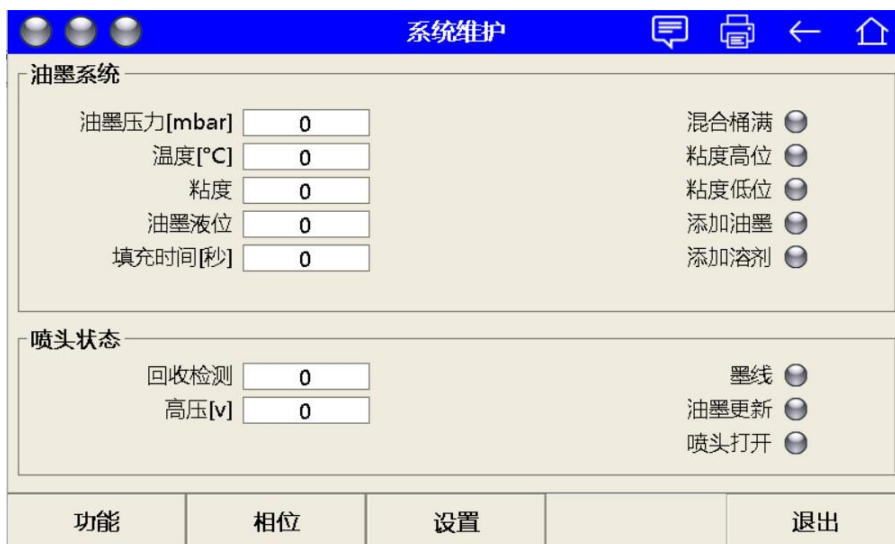 系统维护
油墨系统
油墨压力[mbar] 0 混合桶满
温度[°C] 0 粘度高位
粘度 0 粘度低位
油墨液位 0 添加油墨
填充时间[秒] 0 添加溶剂
喷头状态
回收检测 0 墨线
高压[v] 0 油墨更新
喷头打开
功能 相位 设置 退出